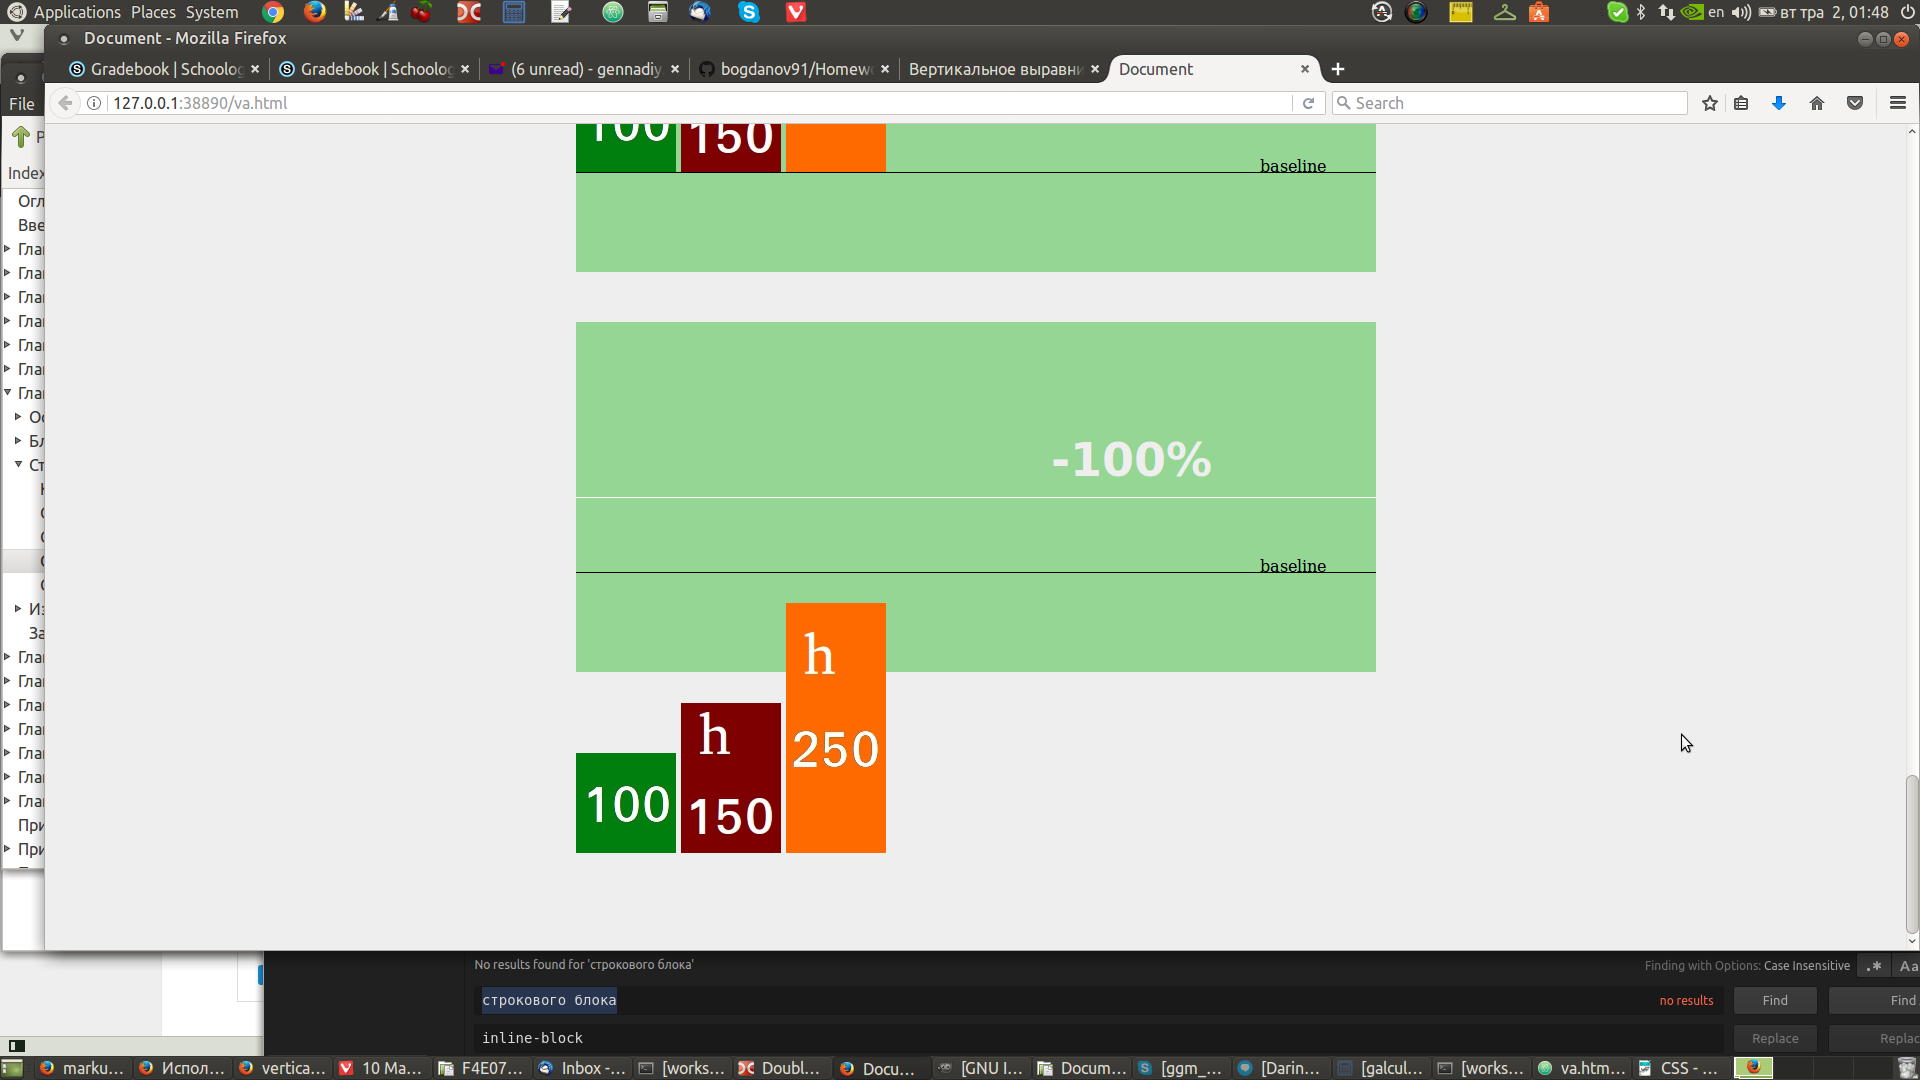 Applications Places System
en
вт тра 2, 01:48
Document - Mozilla Firefox
Gradebook | Schoolog
Gradebook | Schoolog
(6 unread) - gennadiy
bogdanov91/Homewo
Вертикальное выравни
Document
File
127.0.0.1:38890/va.html
Search
P
Index
Огл
Вве
Гла
Гла
Гла
Гла
Гла
Гла
Гла
Ос
Бл
Ст
Из
За
Гла
Гла
Гла
Гла
Гла
Гла
Гла
При
При
100
150
baseline
-100%
baseline
h
h
250
100
150
No results found for 'строкового блока'
Finding with Options: Case Insensitive
.*
Aa
строкового блока
no results
Find
Find
inline-block
Replace
Replac
marku...
Испол...
vertica...
10 Ma...
F4E07...
Inbox -...
[works...
Doubl...
Docu...
[GNU I...
Docum...
[ggm_...
[Darin...
[galcul...
[works...
va.htm...
CSS - ...